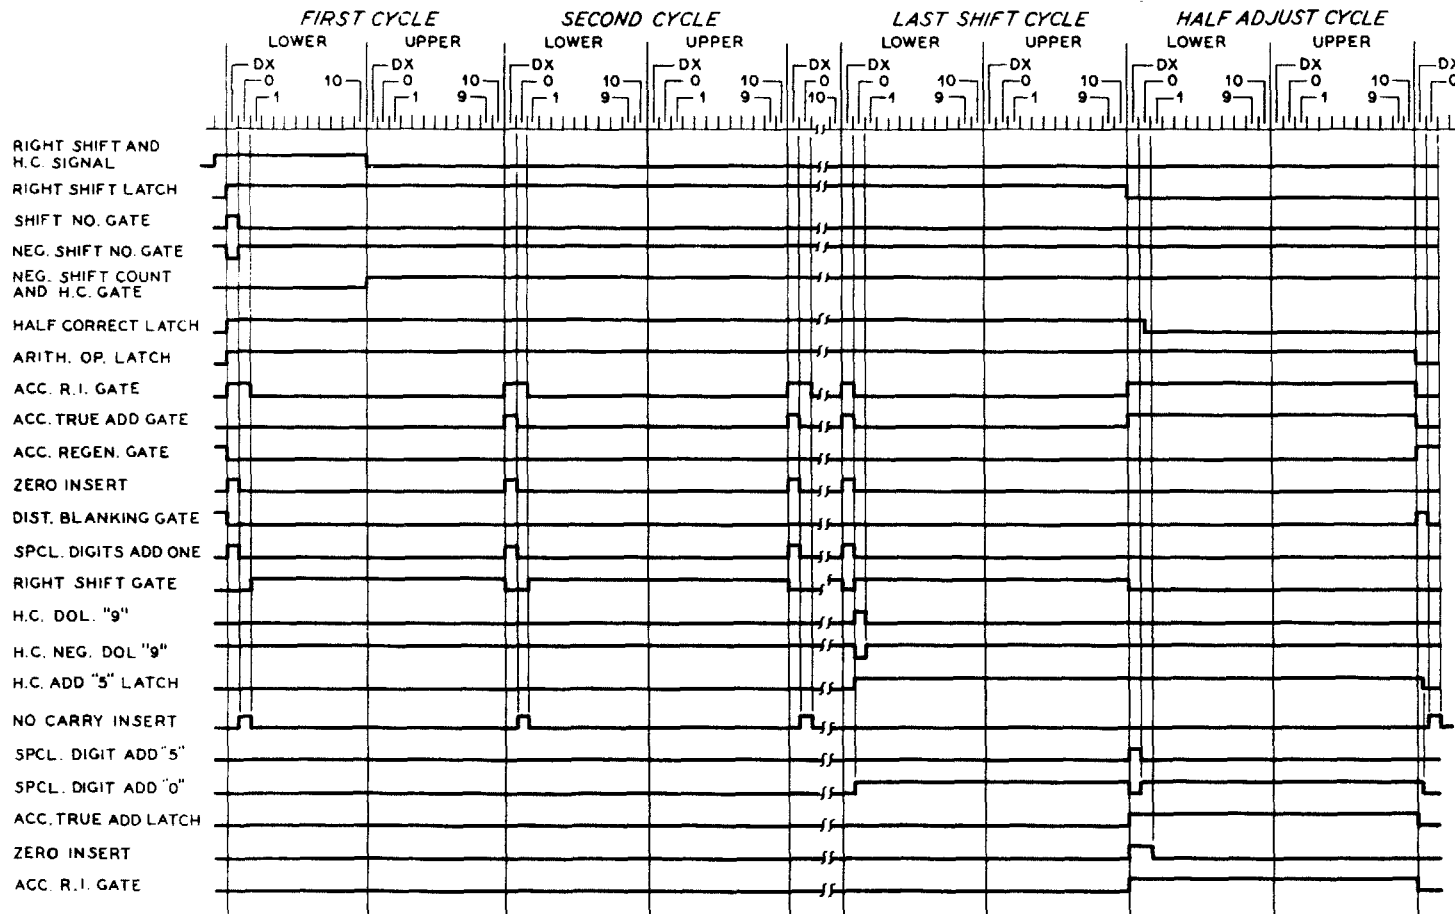 FIRST CYCLE SECOND CYCLE LAST SHIFT CYCLE HALF ADJUST CYCLE
LOWER UPPER LOWER UPPER LOWER UPPER LOWER UPPER
DX DX DX DX DX DX DX DX DX DX
0 10 0 10 0 10 0 10 0 0 10 0 10 0 10 0 10 0
1 1 9 1 9 1 9 10 1 9 1 9 1 9 1 9
RIGHT SHIFT AND
H.C. SIGNAL
RIGHT SHIFT LATCH
SHIFT NO. GATE
NEG. SHIFT NO. GATE
NEG. SHIFT COUNT
AND H.C. GATE
HALF CORRECT LATCH
ARITH. OP. LATCH
ACC. R.I. GATE
ACC. TRUE ADD GATE
ACC. REGEN. GATE
ZERO INSERT
DIST. BLANKING GATE
SPCL. DIGITS ADD ONE
RIGHT SHIFT GATE
H.C. DOL. "9"
H.C. NEG. DOL "9"
H.C. ADD "5" LATCH
NO CARRY INSERT
SPCL. DIGIT ADD "5"
SPCL. DIGIT ADD "0"
ACC. TRUE ADD LATCH
ZERO INSERT
ACC. R.I. GATE